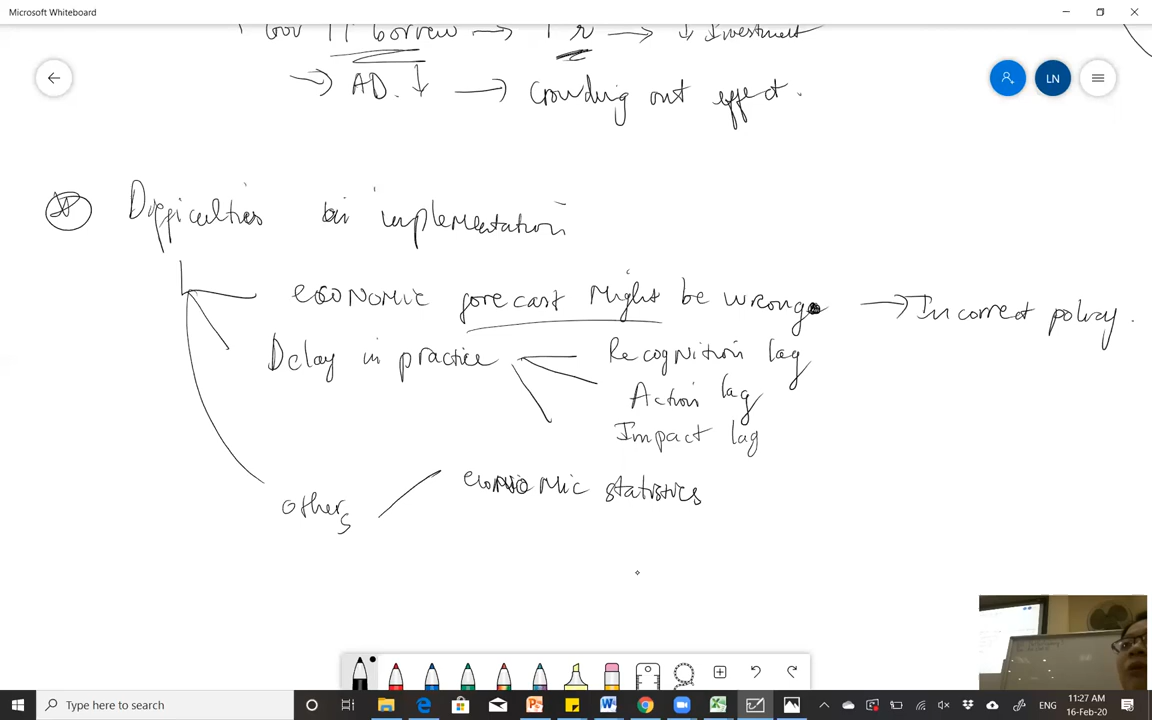 Microsoft Whiteboard
↑ Gov ↑↑ borrow → ↑ r → ↓ Investment
→ AD ↓ → Crowding out effect.
LN
Difficulties in implementation
economic forecast might be wrong → Incorrect policy.
Delay in practice
Recognition lag
Action lag
Impact lag
others
economic statistics
Type here to search
ENG
11:27 AM
16-Feb-20